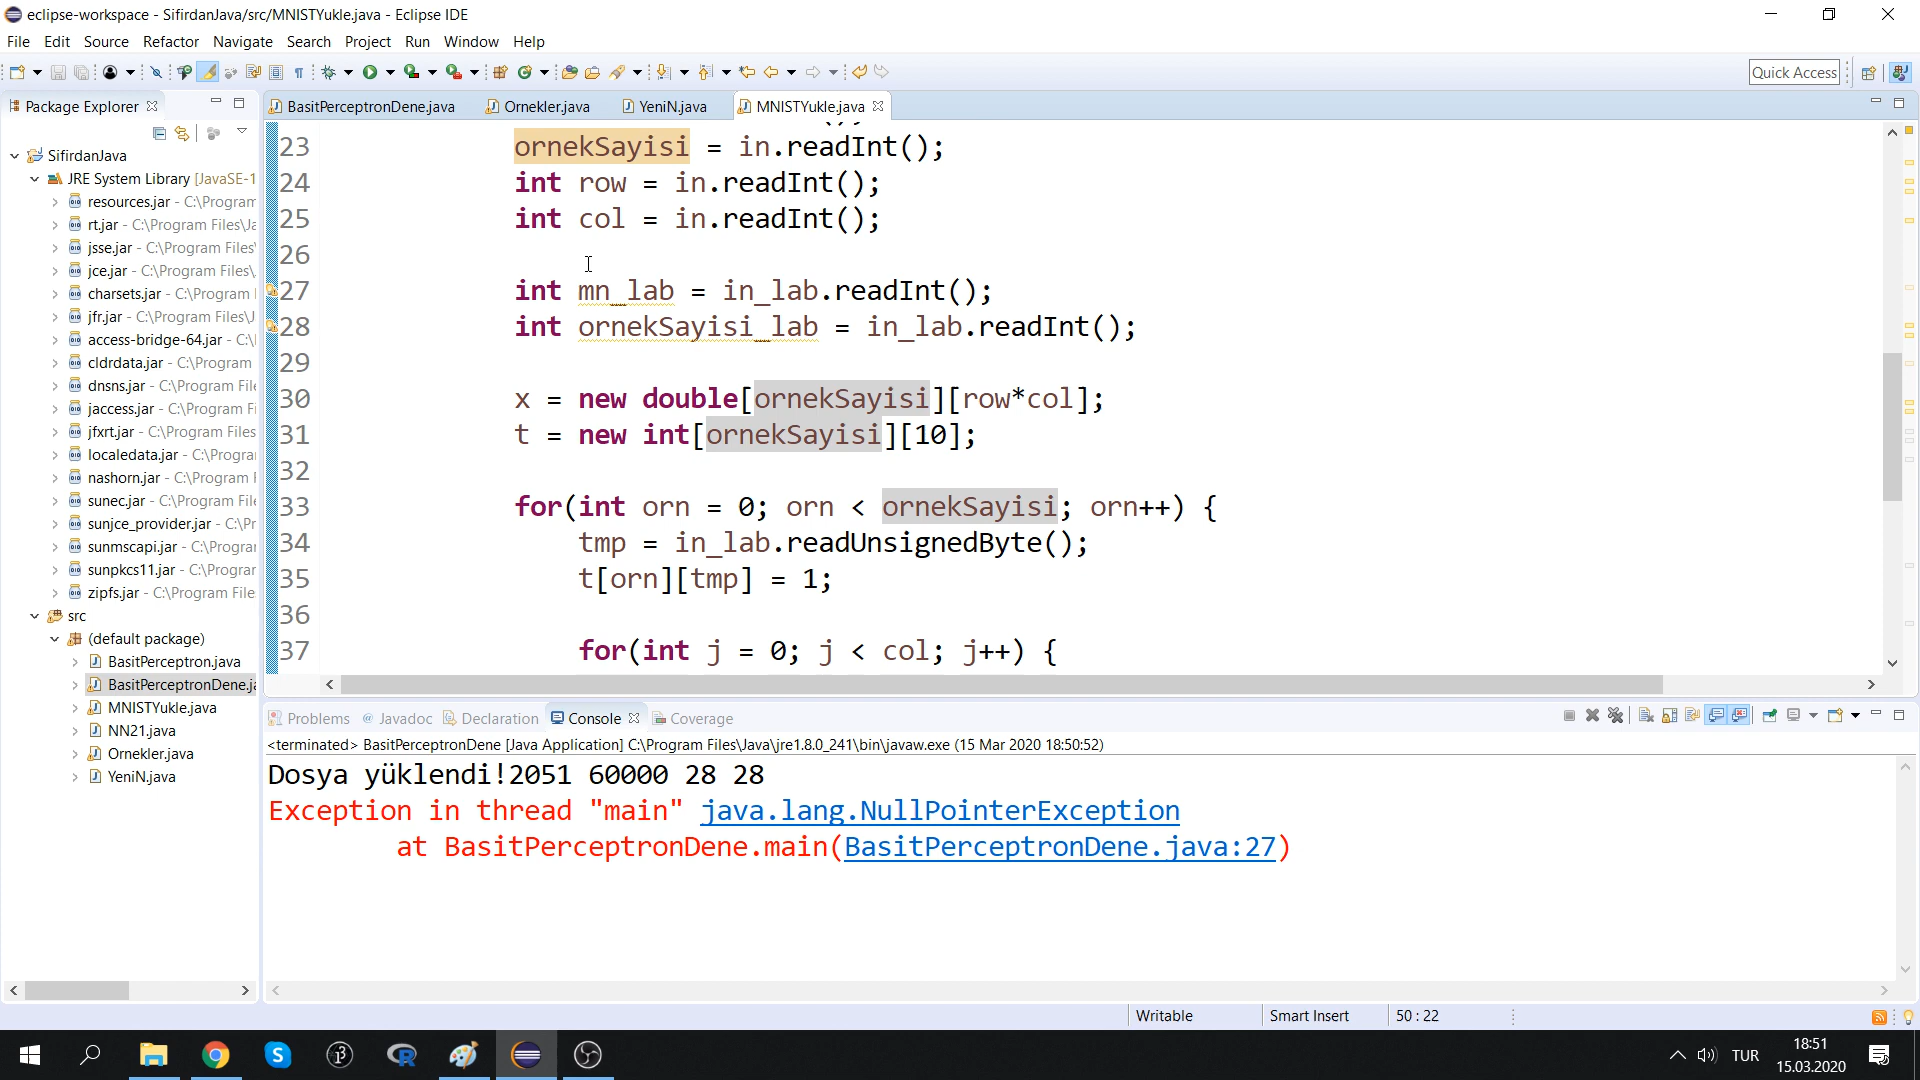 eclipse-workspace - SifirdanJava/src/MNISTYukle.java - Eclipse IDE
File Edit Source Refactor Navigate Search Project Run Window Help
Quick Access
Package Explorer
BasitPerceptronDene.java Ornekler.java YeniN.java MNISTYukle.java
SifirdanJava
JRE System Library [JavaSE-1
resources.jar - C:\Program
rt.jar - C:\Program Files\Ja
jsse.jar - C:\Program Files\
jce.jar - C:\Program Files\
charsets.jar - C:\Program
jfr.jar - C:\Program Files\J
access-bridge-64.jar - C:\
cldrdata.jar - C:\Program
dnsns.jar - C:\Program File
jaccess.jar - C:\Program Fi
jfxrt.jar - C:\Program Files
localedata.jar - C:\Progra
nashorn.jar - C:\Program F
sunec.jar - C:\Program File
sunjce_provider.jar - C:\Pr
sunmscapi.jar - C:\Prograr
sunpkcs11.jar - C:\Prograr
zipfs.jar - C:\Program File
src
(default package)
BasitPerceptron.java
BasitPerceptronDene.ja
MNISTYukle.java
NN21.java
Ornekler.java
YeniN.java
23 ornekSayisi = in.readInt();
24 int row = in.readInt();
25 int col = in.readInt();
26
27 int mn_lab = in_lab.readInt();
28 int ornekSayisi_lab = in_lab.readInt();
29
30 x = new double[ornekSayisi][row*col];
31 t = new int[ornekSayisi][10];
32
33 for(int orn = 0; orn < ornekSayisi; orn++) {
34 tmp = in_lab.readUnsignedByte();
35 t[orn][tmp] = 1;
36
37 for(int j = 0; j < col; j++) {
Problems Javadoc Declaration Console Coverage
<terminated> BasitPerceptronDene [Java Application] C:\Program Files\Java\jre1.8.0_241\bin\javaw.exe (15 Mar 2020 18:50:52)
Dosya yüklendi!2051 60000 28 28
Exception in thread "main" java.lang.NullPointerException
at BasitPerceptronDene.main(BasitPerceptronDene.java:27)
Writable Smart Insert 50 : 22
TUR
18:51
15.03.2020